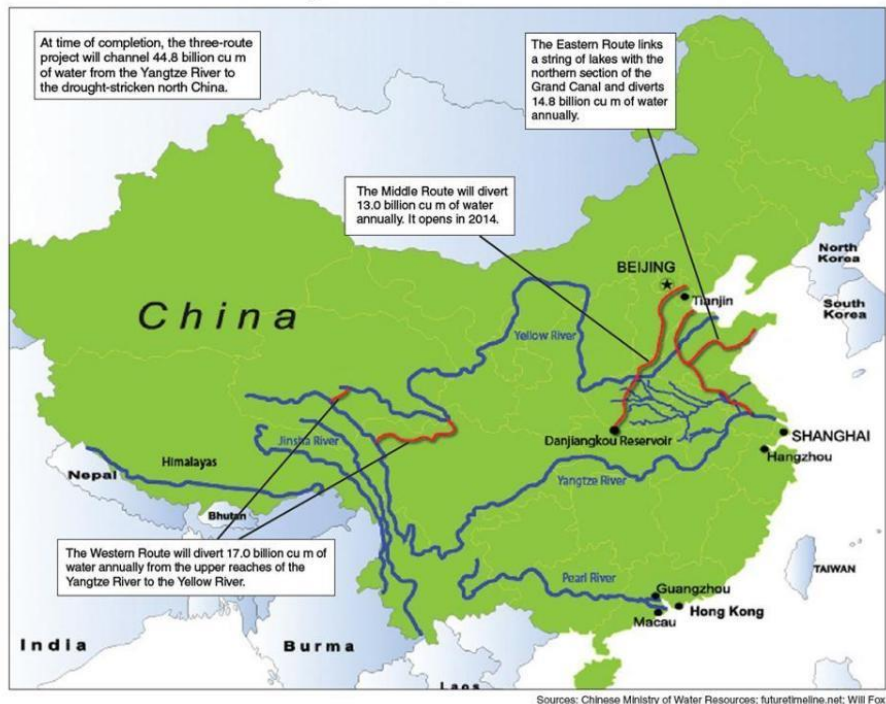 At time of completion, the three-route
project will channel 44.8 billion cu m
of water from the Yangtze River to
the drought-stricken north China.
The Eastern Route links
a string of lakes with the
northern section of the
Grand Canal and diverts
14.8 billion cu m of water
annually.
The Middle Route will divert
13.0 billion cu m of water
annually. It opens in 2014.
North
Korea
BEIJING
Tianjin
South
Korea
China
Yellow River
Jinsha River
Danjiangkou Reservoir
SHANGHAI
Hangzhou
Himalayas
Nepal
Yangtze River
Bhutan
The Western Route will divert 17.0 billion cu m of
water annually from the upper reaches of the
Yangtze River to the Yellow River.
TAIWAN
Pearl River
Guangzhou
Hong Kong
Macau
India
Burma
Laos
Sources: Chinese Ministry of Water Resources; futuretimeline.net; Will Fox